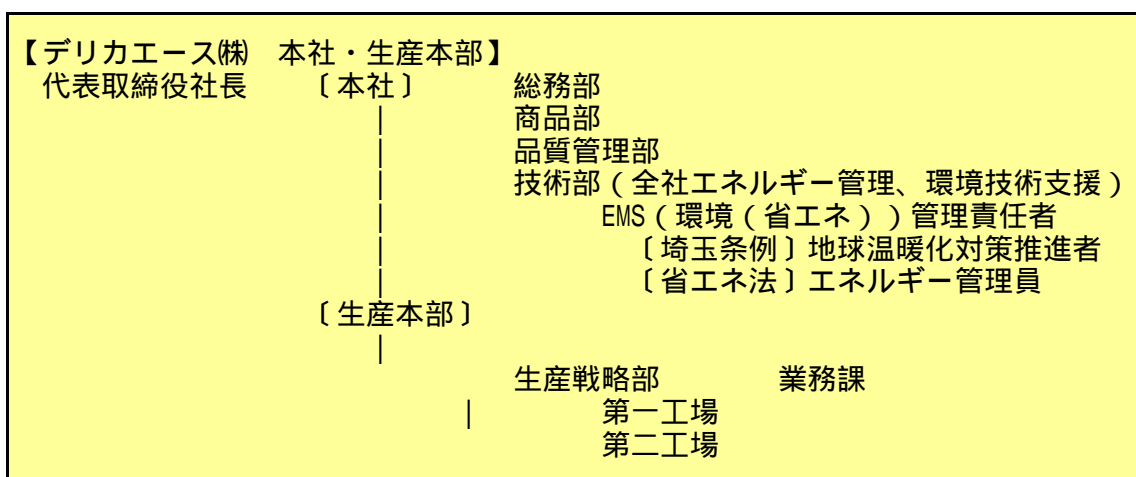 【デリカエース㈱　本社・生産本部】
代表取締役社長　〔本社〕　総務部
｜　商品部
｜　品質管理部
｜　技術部（全社エネルギー管理、環境技術支援）
｜　EMS（環境（省エネ））管理責任者
｜　〔埼玉条例〕地球温暖化対策推進者
｜　〔省エネ法〕エネルギー管理員
〔生産本部〕
｜
生産戦略部　業務課
｜　第一工場
第二工場